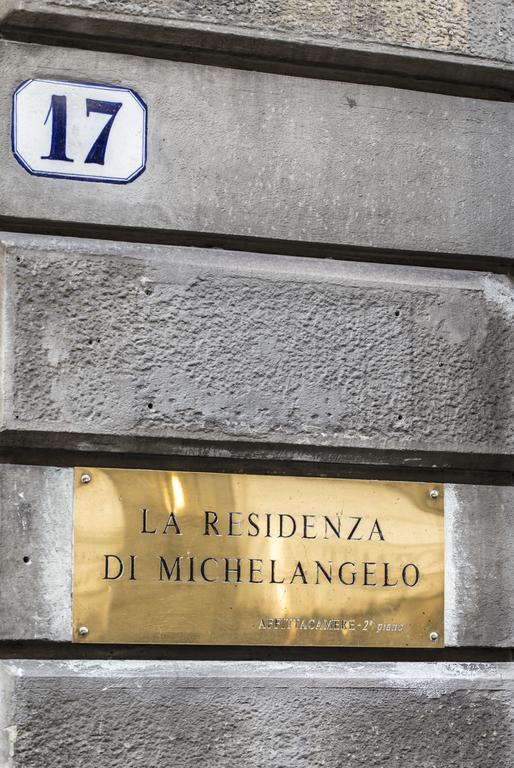 17
LA RESIDENZA
DI MICHELANGELO
AFFITTACAMERE - 2° piano